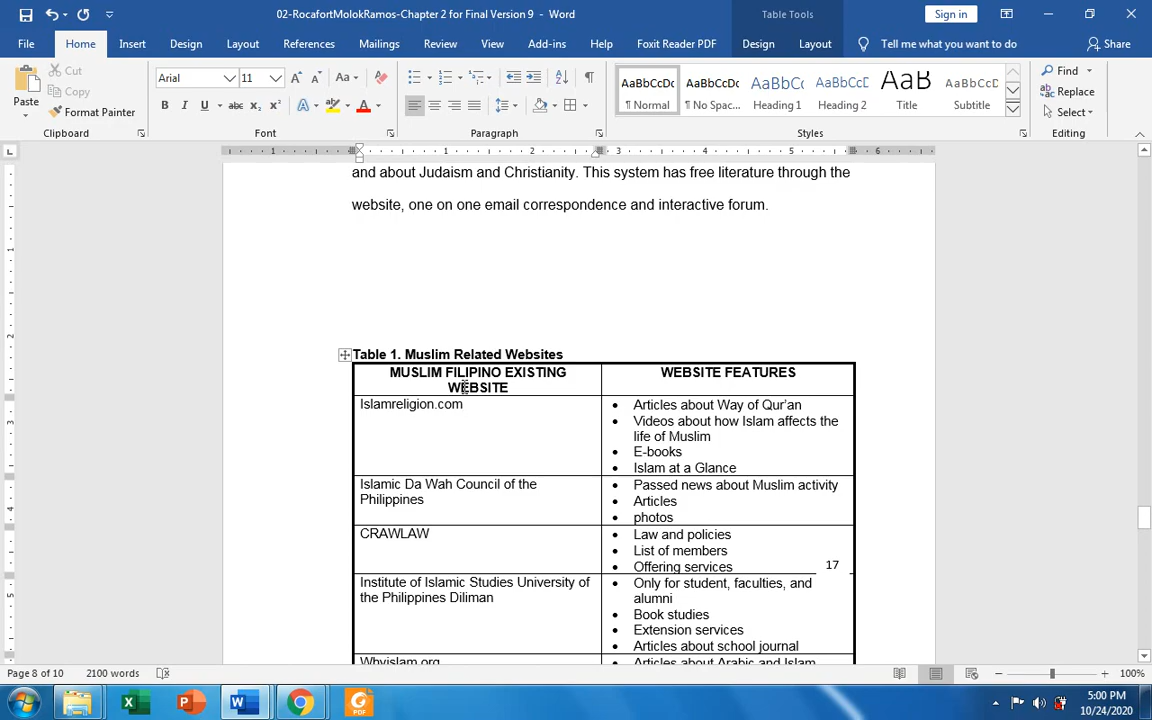 02-RocafortMolokRamos-Chapter 2 for Final Version 9 - Word
Table Tools
Sign in
File Home Insert Design Layout References Mailings Review View Add-ins Help Foxit Reader PDF Design Layout Tell me what you want to do Share
Paste
Cut
Copy
Format Painter
Clipboard
Arial 11
Font
Paragraph
AaBbCcDc AaBbCcDc AaBbCc AaBbCcD AaB AaBbCcD
¶ Normal ¶ No Spac... Heading 1 Heading 2 Title Subtitle
Styles
Find
Replace
Select
Editing
and about Judaism and Christianity. This system has free literature through the
website, one on one email correspondence and interactive forum.
Table 1. Muslim Related Websites
MUSLIM FILIPINO EXISTING
WEBSITE
WEBSITE FEATURES
Islamreligion.com
• Articles about Way of Qur'an
• Videos about how Islam affects the
life of Muslim
• E-books
• Islam at a Glance
Islamic Da Wah Council of the
Philippines
• Passed news about Muslim activity
• Articles
• photos
CRAWLAW
• Law and policies
• List of members
• Offering services
17
Institute of Islamic Studies University of
the Philippines Diliman
• Only for student, faculties, and
alumni
• Book studies
• Extension services
• Articles about school journal
Whyislam.org
• Articles about Arabic and Islam
Page 8 of 10 2100 words
100%
5:00 PM
10/24/2020